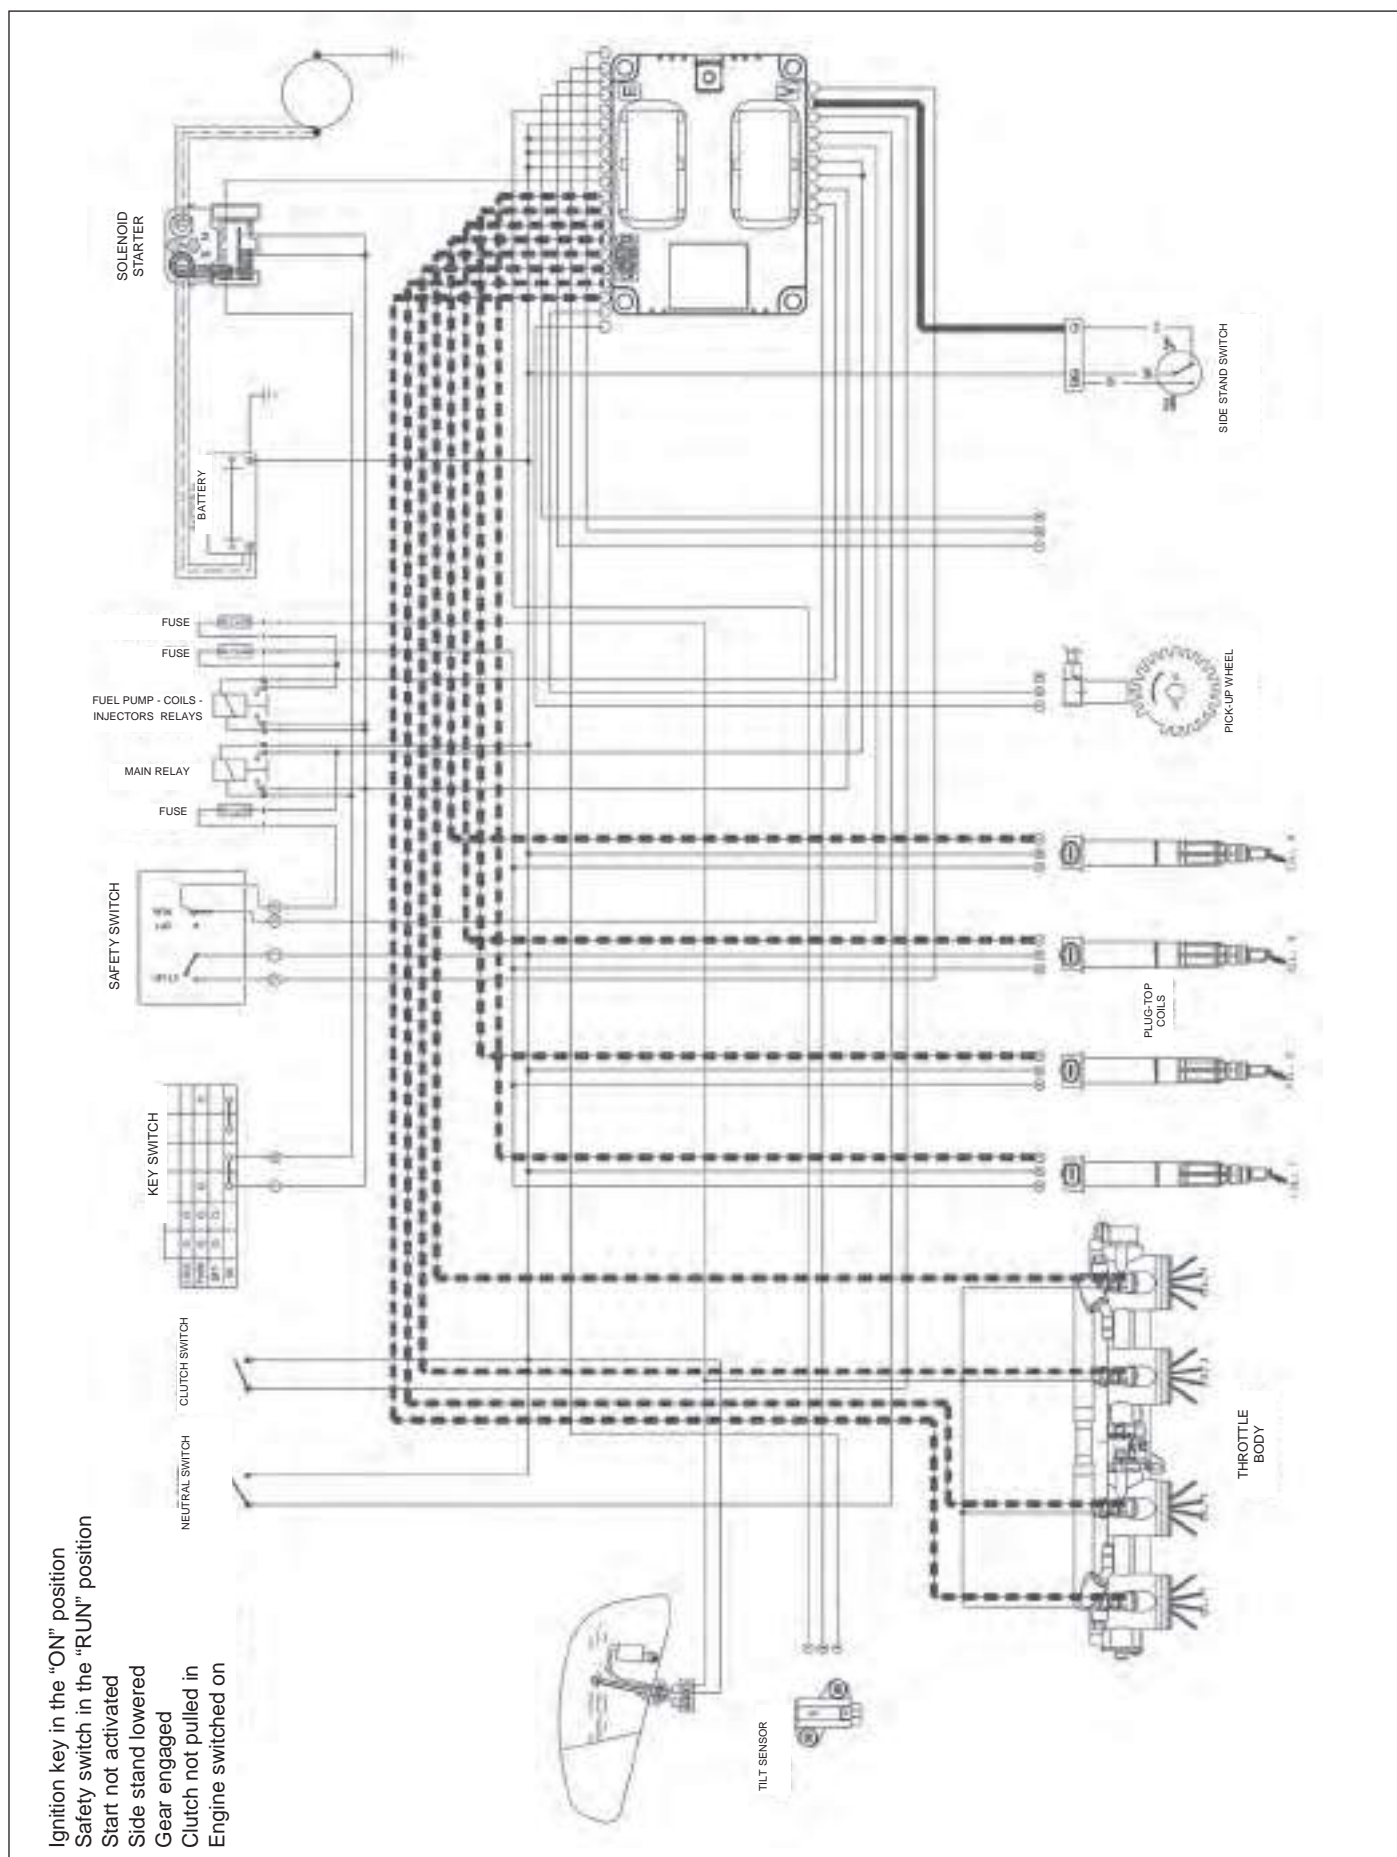 Ignition key in the “ON” position
Safety switch in the “RUN” position
Start not activated
Side stand lowered
Gear engaged
Clutch not pulled in
Engine switched on
NEUTRAL SWITCH
CLUTCH SWITCH
KEY SWITCH
SAFETY SWITCH
FUSE
MAIN RELAY
FUEL PUMP - COILS -
INJECTORS RELAYS
FUSE
FUSE
BATTERY
SOLENOID
STARTER
TILT SENSOR
THROTTLE
BODY
PLUG-TOP
COILS
PICK-UP WHEEL
SIDE STAND SWITCH